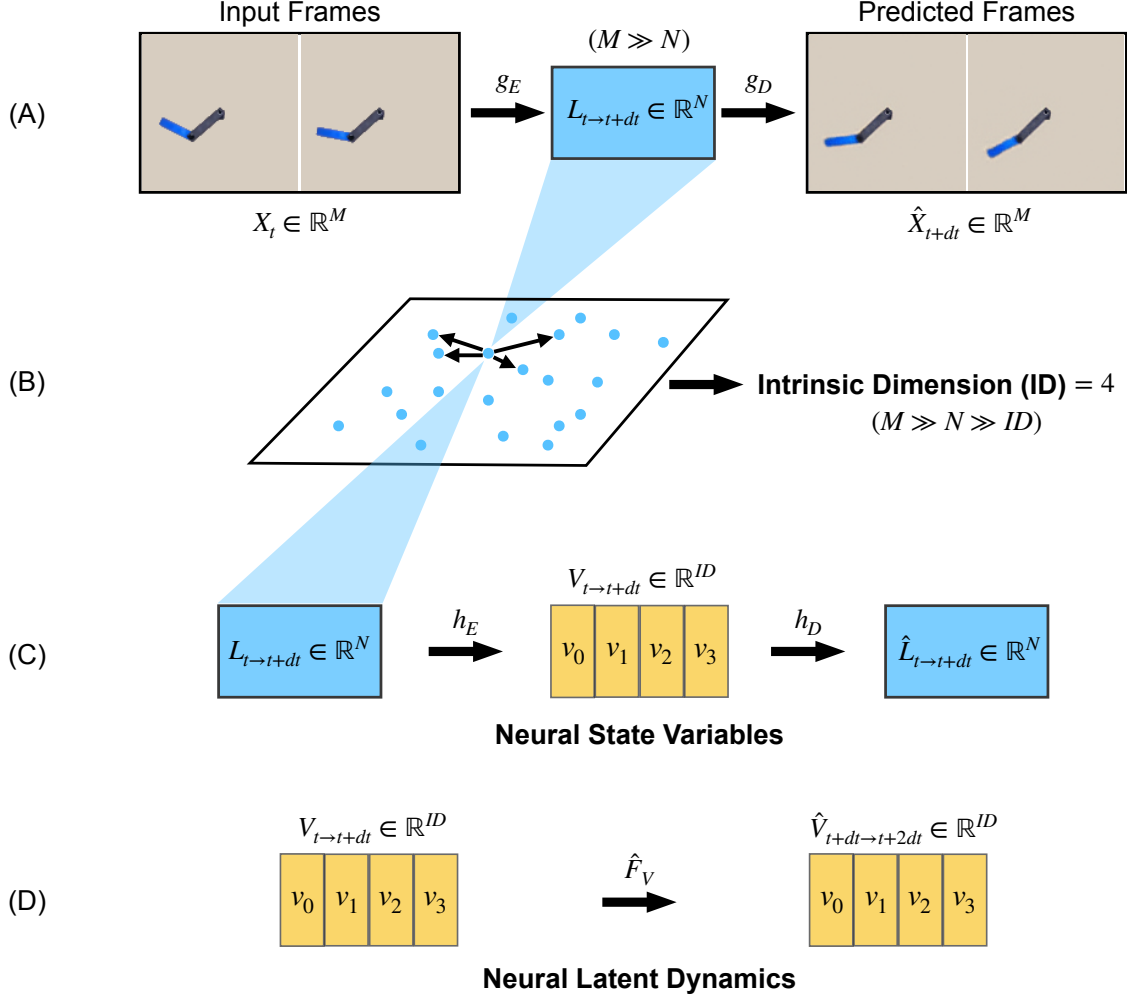 Input Frames
Predicted Frames
(M ≫ N)
(A)
g_E
L_{t→t+dt} ∈ ℝ^N
g_D
X_t ∈ ℝ^M
X̂_{t+dt} ∈ ℝ^M
(B)
Intrinsic Dimension (ID) = 4
(M ≫ N ≫ ID)
V_{t→t+dt} ∈ ℝ^{ID}
(C)
L_{t→t+dt} ∈ ℝ^N
h_E
v_0 v_1 v_2 v_3
h_D
L̂_{t→t+dt} ∈ ℝ^N
Neural State Variables
V_{t→t+dt} ∈ ℝ^{ID}
V̂_{t+dt→t+2dt} ∈ ℝ^{ID}
(D)
v_0 v_1 v_2 v_3
F̂_V
v_0 v_1 v_2 v_3
Neural Latent Dynamics